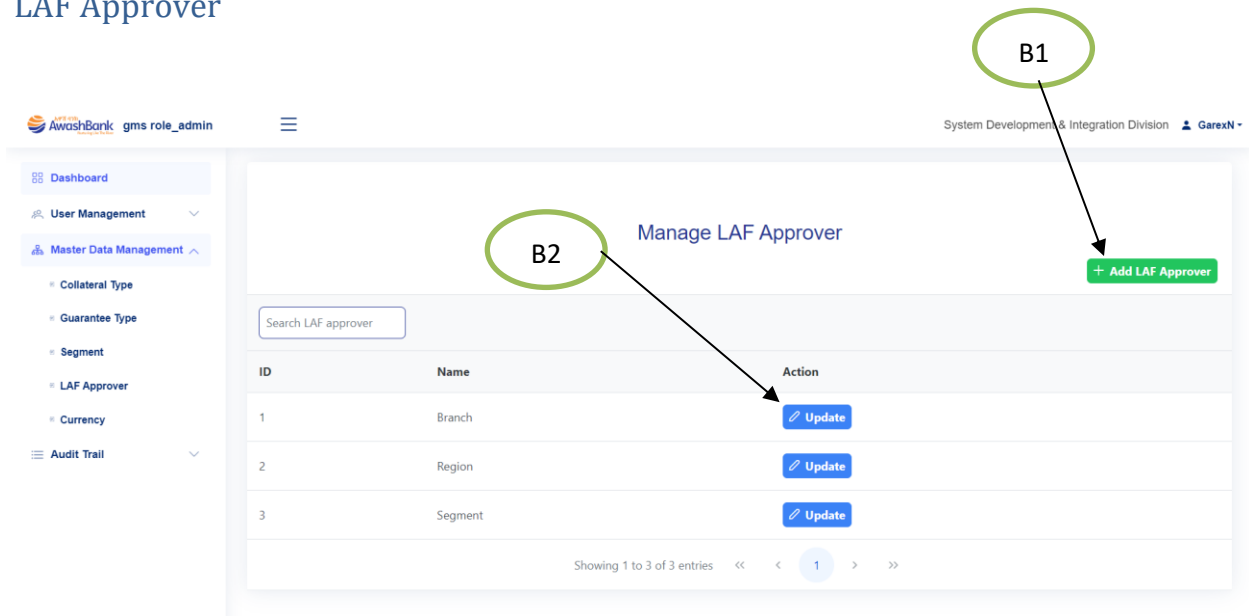 LAF Approver
B1
AwashBank gms role_admin
System Development & Integration Division GarexN
Dashboard
User Management
Master Data Management
Collateral Type
Guarantee Type
Segment
LAF Approver
Currency
Audit Trail
Manage LAF Approver
B2
+ Add LAF Approver
Search LAF approver
ID Name Action
1 Branch Update
2 Region Update
3 Segment Update
Showing 1 to 3 of 3 entries << < 1 > >>